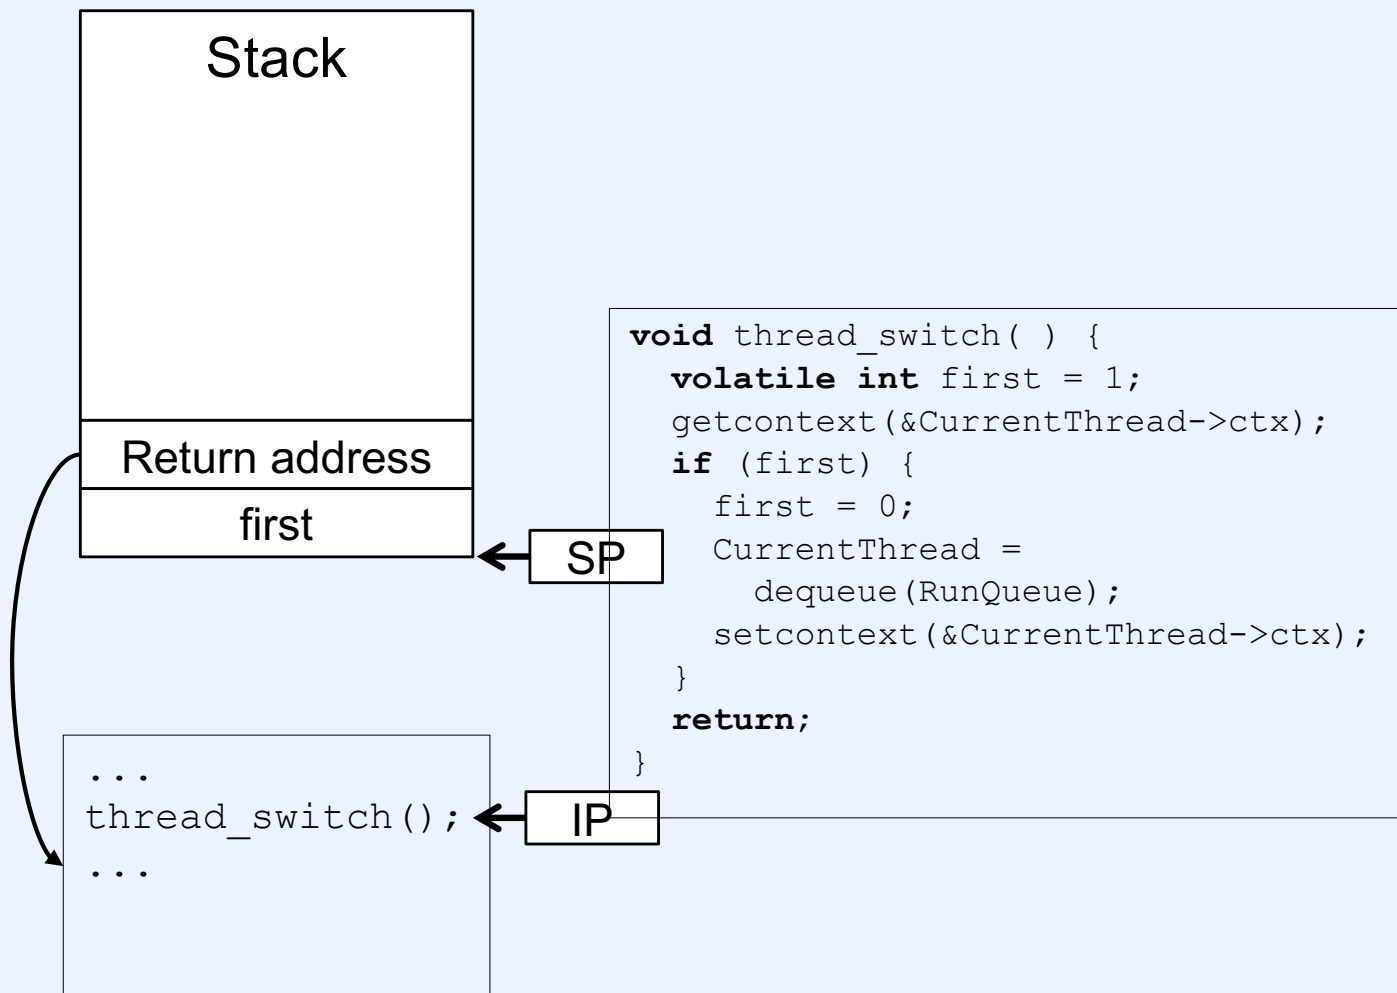 Stack
Return address
first
SP
void thread_switch( ) {
  volatile int first = 1;
  getcontext(&CurrentThread->ctx);
  if (first) {
    first = 0;
    CurrentThread =
      dequeue(RunQueue);
    setcontext(&CurrentThread->ctx);
  }
  return;
}
...
thread_switch();
...
IP